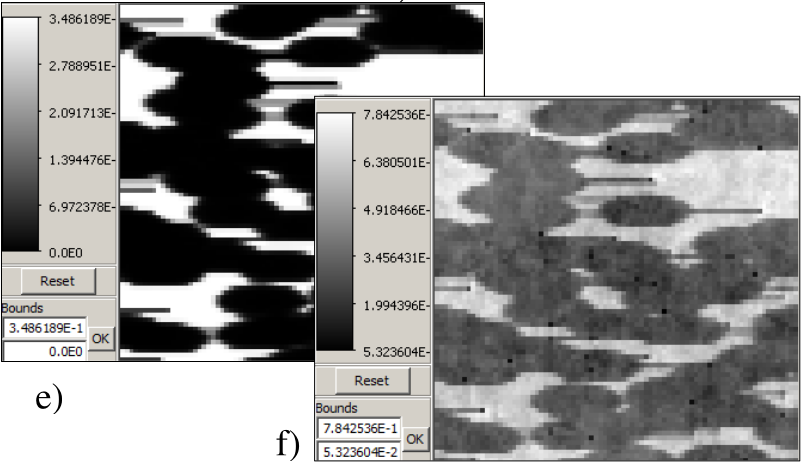 3.486189E-
2.788951E-
2.091713E-
1.394476E-
6.972378E-
0.0E0
Reset
Bounds
3.486189E-1
OK
0.0E0
e)
7.842536E-
6.380501E-
4.918466E-
3.456431E-
1.994396E-
5.323604E-
Reset
Bounds
7.842536E-1
OK
5.323604E-2
f)